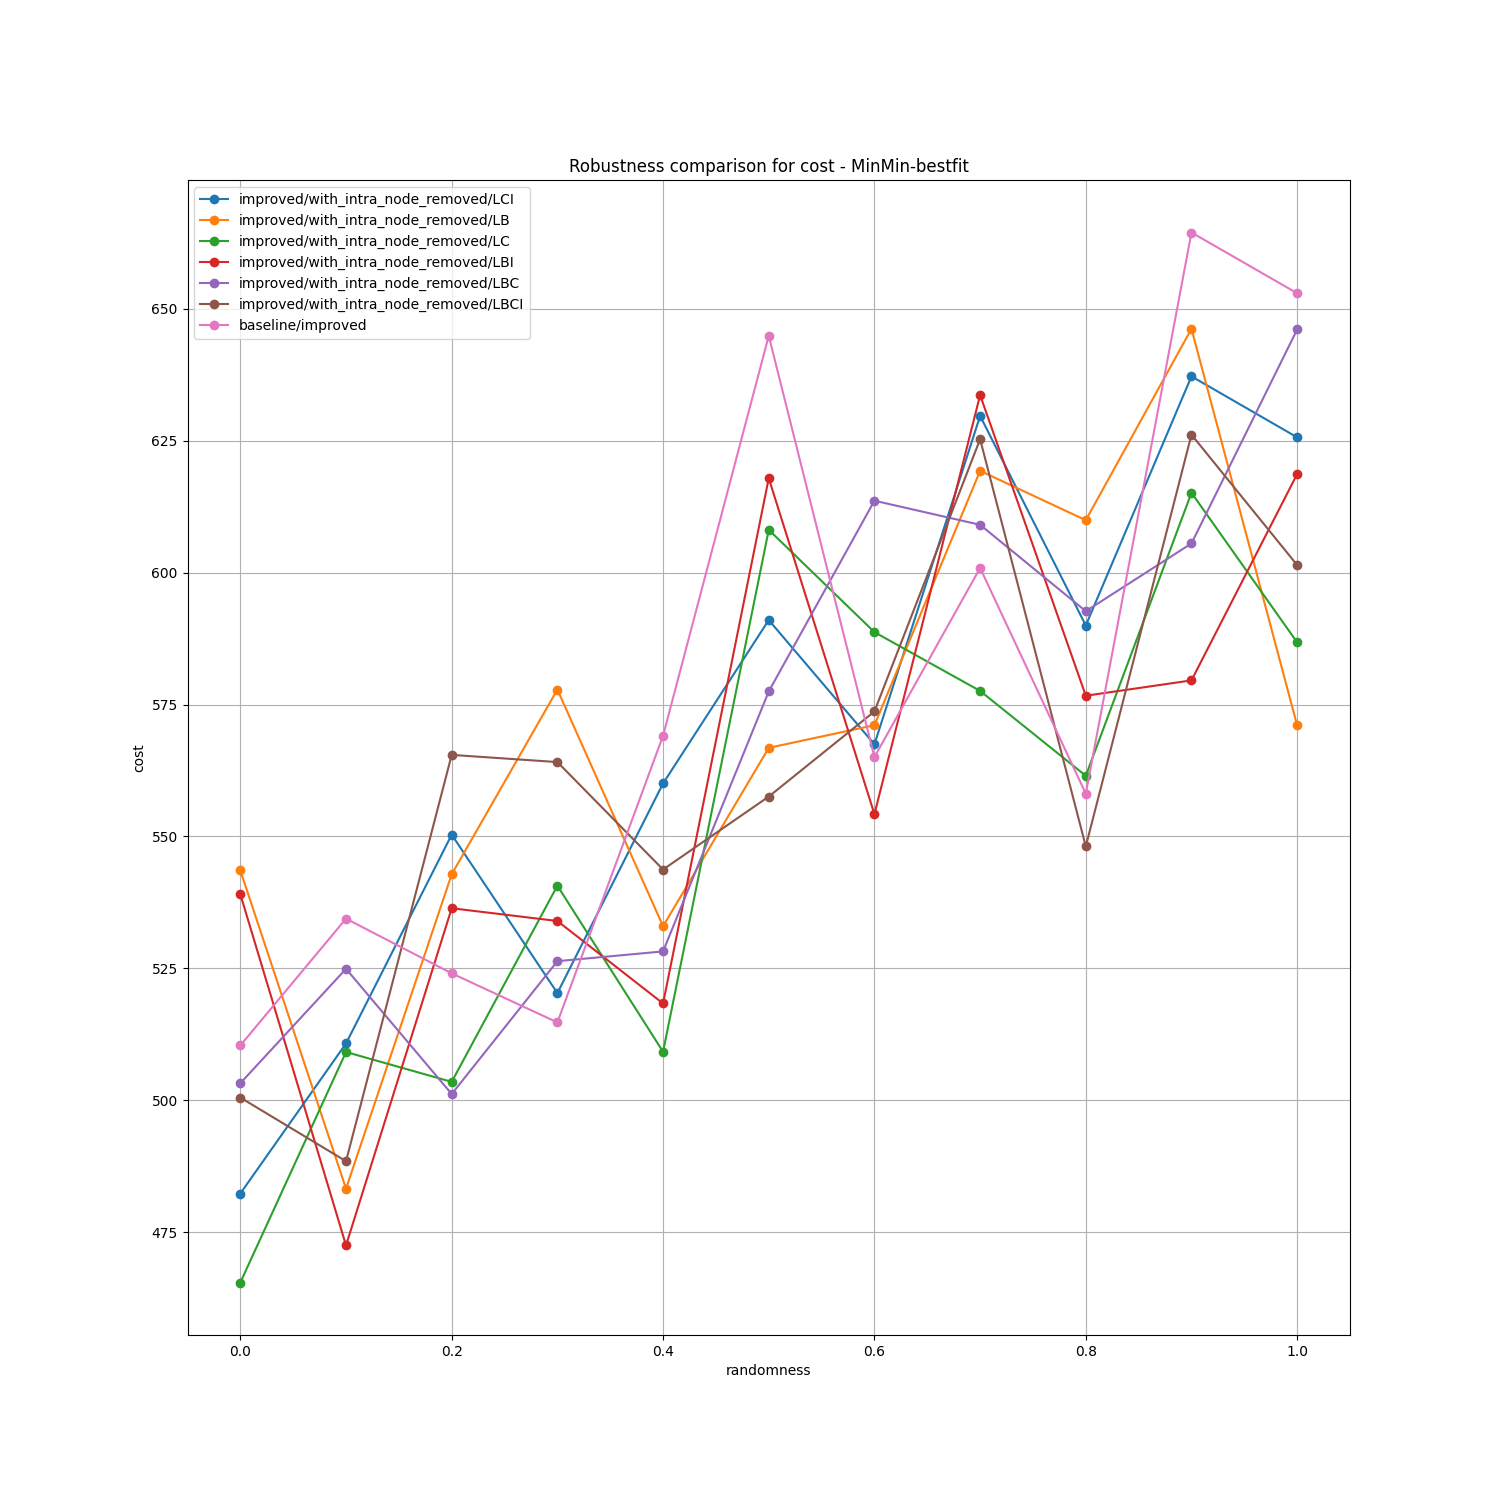 Robustness comparison for cost - MinMin-bestfit
improved/with_intra_node_removed/LCI
improved/with_intra_node_removed/LB
improved/with_intra_node_removed/LC
improved/with_intra_node_removed/LBI
improved/with_intra_node_removed/LBC
improved/with_intra_node_removed/LBCI
baseline/improved
650
625
600
575
550
525
500
475
cost
0.0 0.2 0.4 0.6 0.8 1.0
randomness